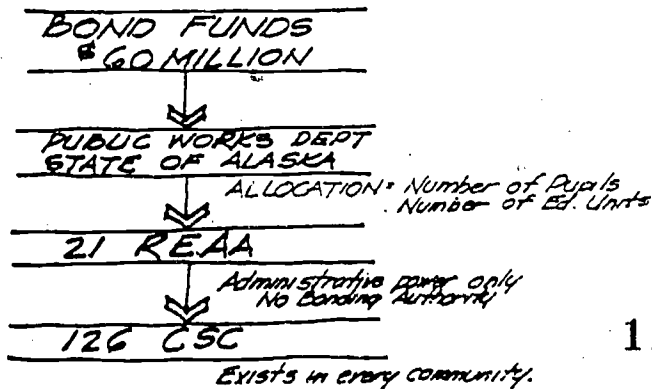 BOND FUNDS
$60 MILLION
PUBLIC WORKS DEPT
STATE OF ALASKA
ALLOCATION: Number of Pupils
Number of Ed. Units
21 REAA
Administrative power only
No Bonding Authority
126 CSC
1
Exists in every community.